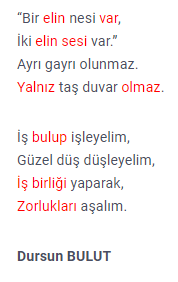 “Bir elin nesi var,
İki elin sesi var.”
Ayrı gayrı olunmaz.
Yalnız taş duvar olmaz.
İş bulup işleyelim,
Güzel düş düşleyelim,
İş birliği yaparak,
Zorlukları aşalım.
Dursun BULUT